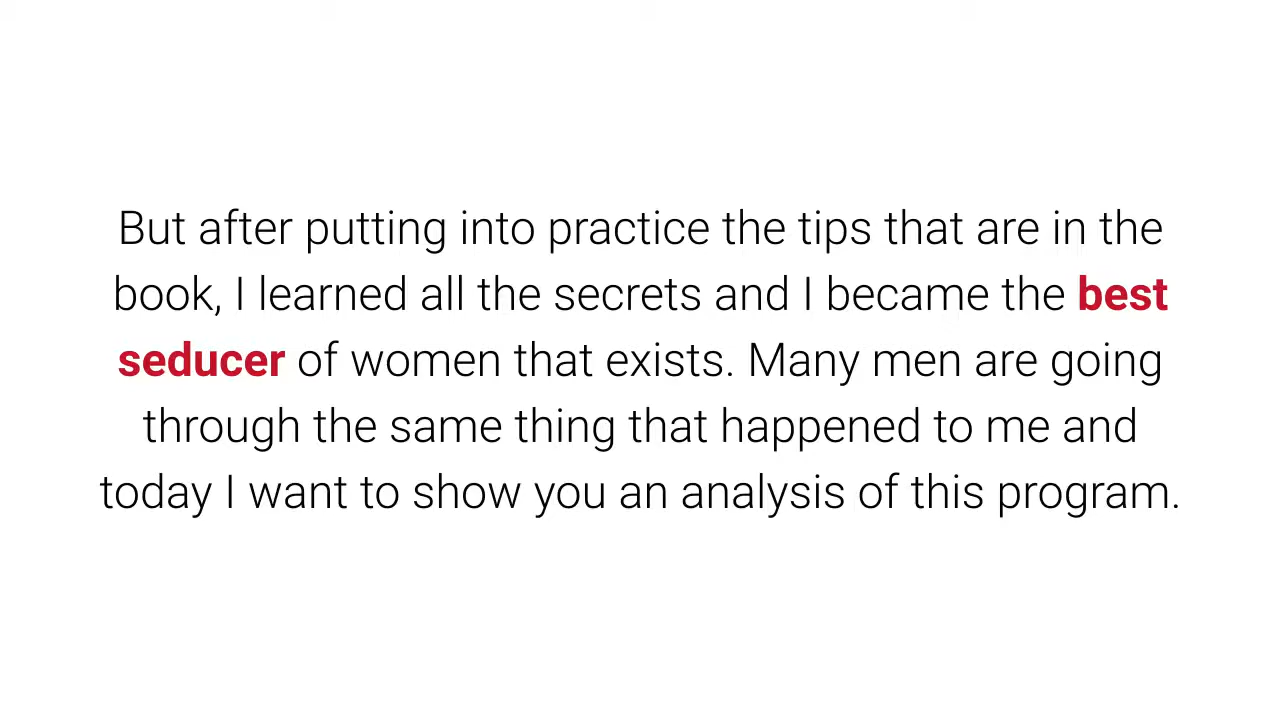 But after putting into practice the tips that are in the
book, I learned all the secrets and I became the best
seducer of women that exists. Many men are going
through the same thing that happened to me and
today I want to show you an analysis of this program.